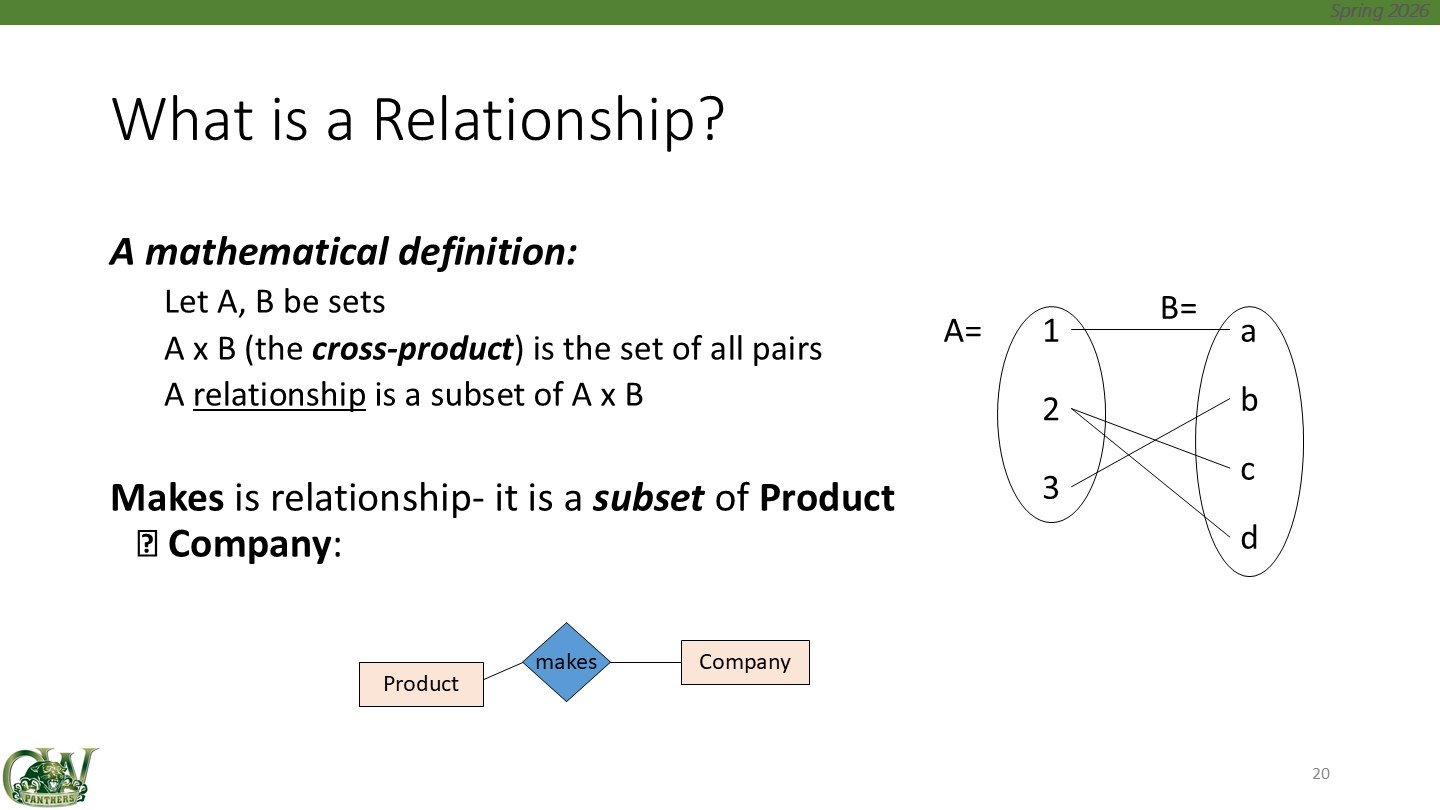 Spring 2026
What is a Relationship?
A mathematical definition:
Let A, B be sets
A x B (the cross-product) is the set of all pairs
A relationship is a subset of A x B
A=
B=
1
2
3
a
b
c
d
Makes is relationship- it is a subset of Product
⍰ Company:
Product
makes
Company
OW
PANTHERS
20